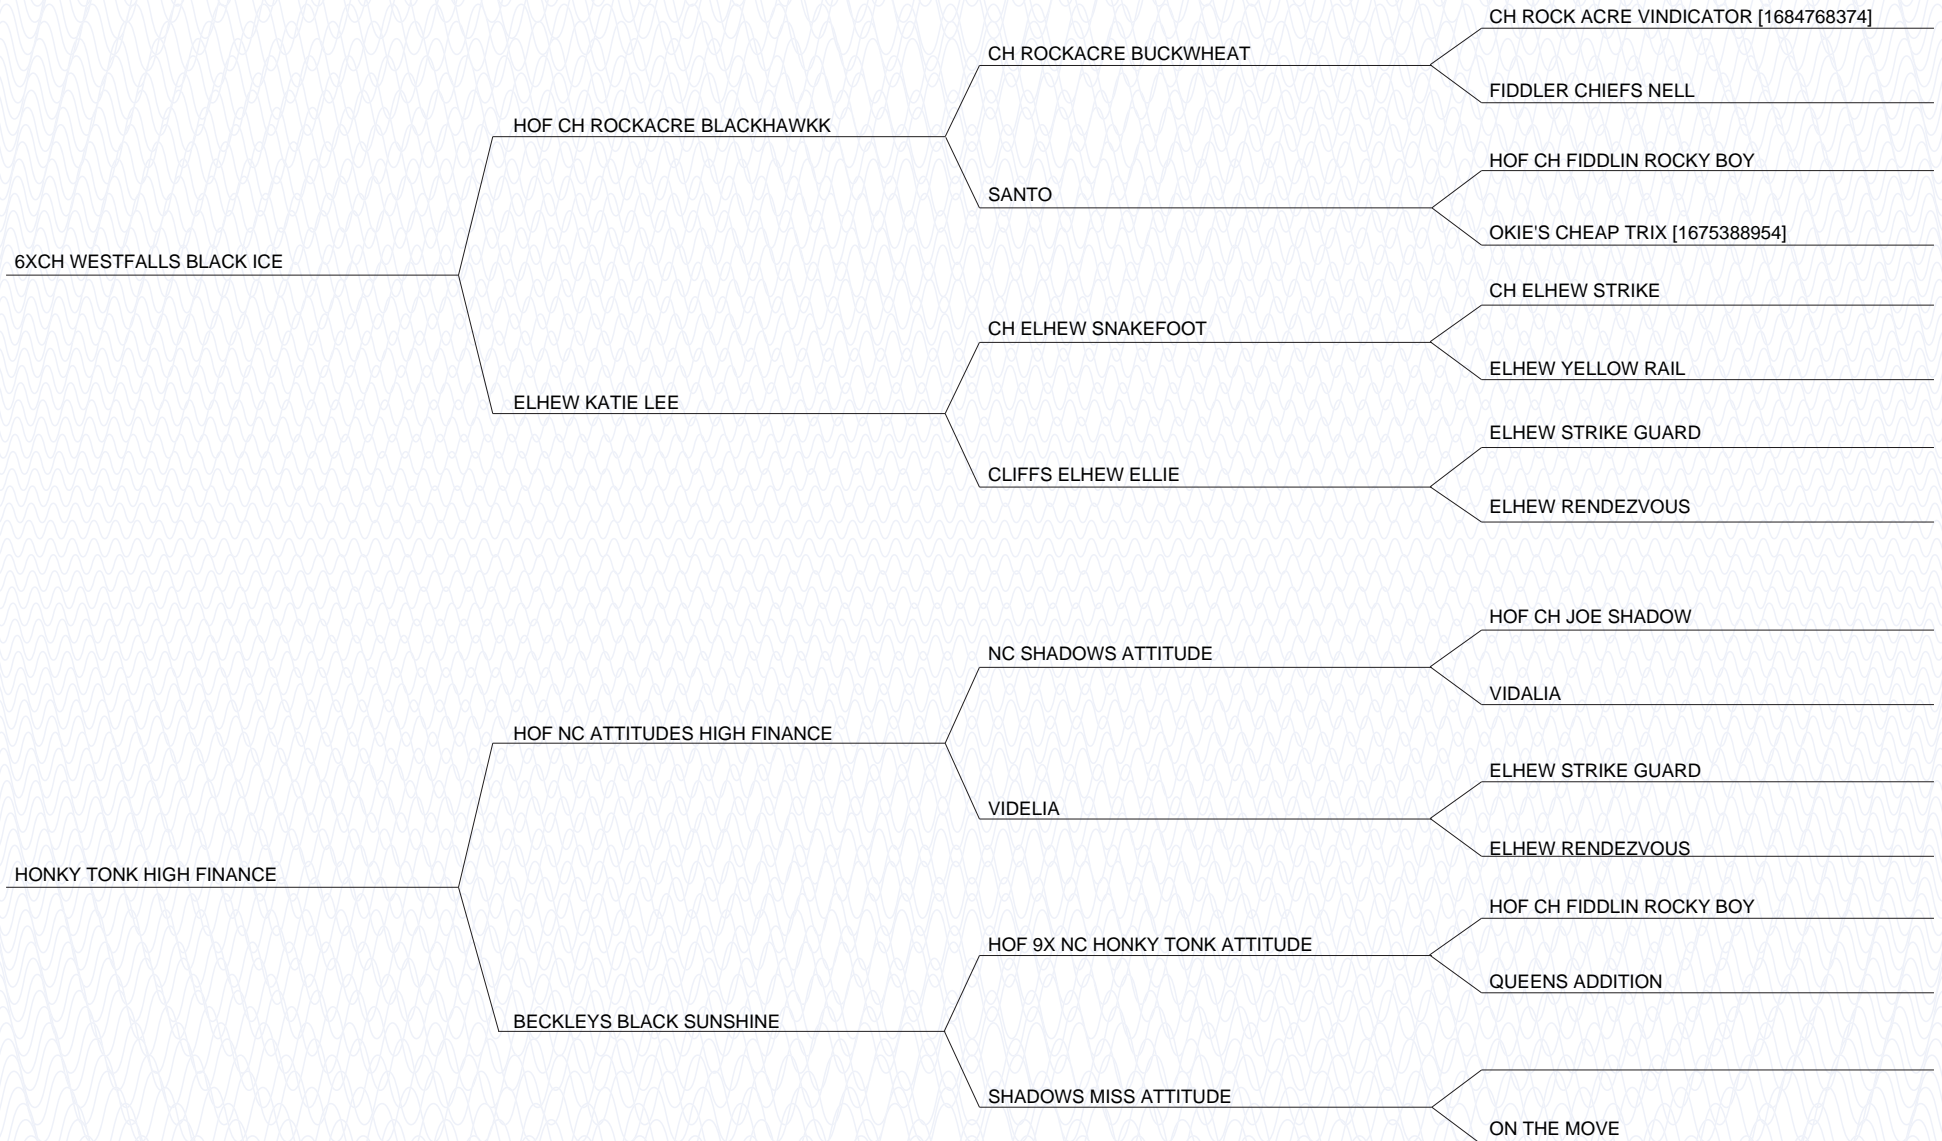 CH ROCK ACRE VINDICATOR [1684768374]
CH ROCKACRE BUCKWHEAT
FIDDLER CHIEFS NELL
HOF CH ROCKACRE BLACKHAWKK
HOF CH FIDDLIN ROCKY BOY
SANTO
OKIE'S CHEAP TRIX [1675388954]
6XCH WESTFALLS BLACK ICE
CH ELHEW STRIKE
CH ELHEW SNAKEFOOT
ELHEW YELLOW RAIL
ELHEW KATIE LEE
ELHEW STRIKE GUARD
CLIFFS ELHEW ELLIE
ELHEW RENDEZVOUS
HOF CH JOE SHADOW
NC SHADOWS ATTITUDE
VIDALIA
HOF NC ATTITUDES HIGH FINANCE
ELHEW STRIKE GUARD
VIDELIA
ELHEW RENDEZVOUS
HONKY TONK HIGH FINANCE
HOF CH FIDDLIN ROCKY BOY
HOF 9X NC HONKY TONK ATTITUDE
QUEENS ADDITION
BECKLEYS BLACK SUNSHINE
SHADOWS MISS ATTITUDE
ON THE MOVE